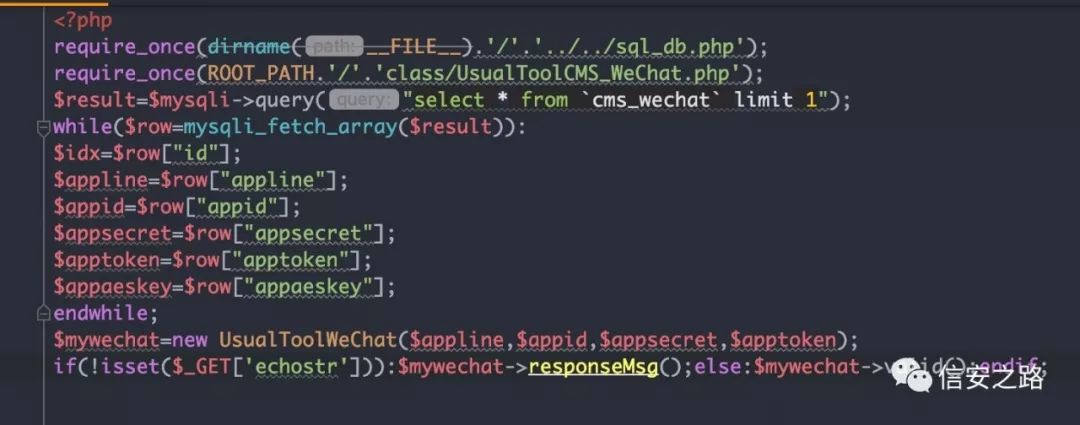 <?php
require_once(dirname( path: __FILE__).'/'.'../../sql_db.php');
require_once(ROOT_PATH.'/'.'class/UsualToolCMS_WeChat.php');
$result=$mysqli->query( query: "select * from `cms_wechat` limit 1");
while($row=mysqli_fetch_array($result)):
$idx=$row["id"];
$appline=$row["appline"];
$appid=$row["appid"];
$appsecret=$row["appsecret"];
$apptoken=$row["apptoken"];
$appaeskey=$row["appaeskey"];
endwhile;
$mywechat=new UsualToolWeChat($appline,$appid,$appsecret,$apptoken);
if(!isset($_GET['echostr'])):$mywechat->responseMsg();else:$mywechat->v id();endif;
信安之路